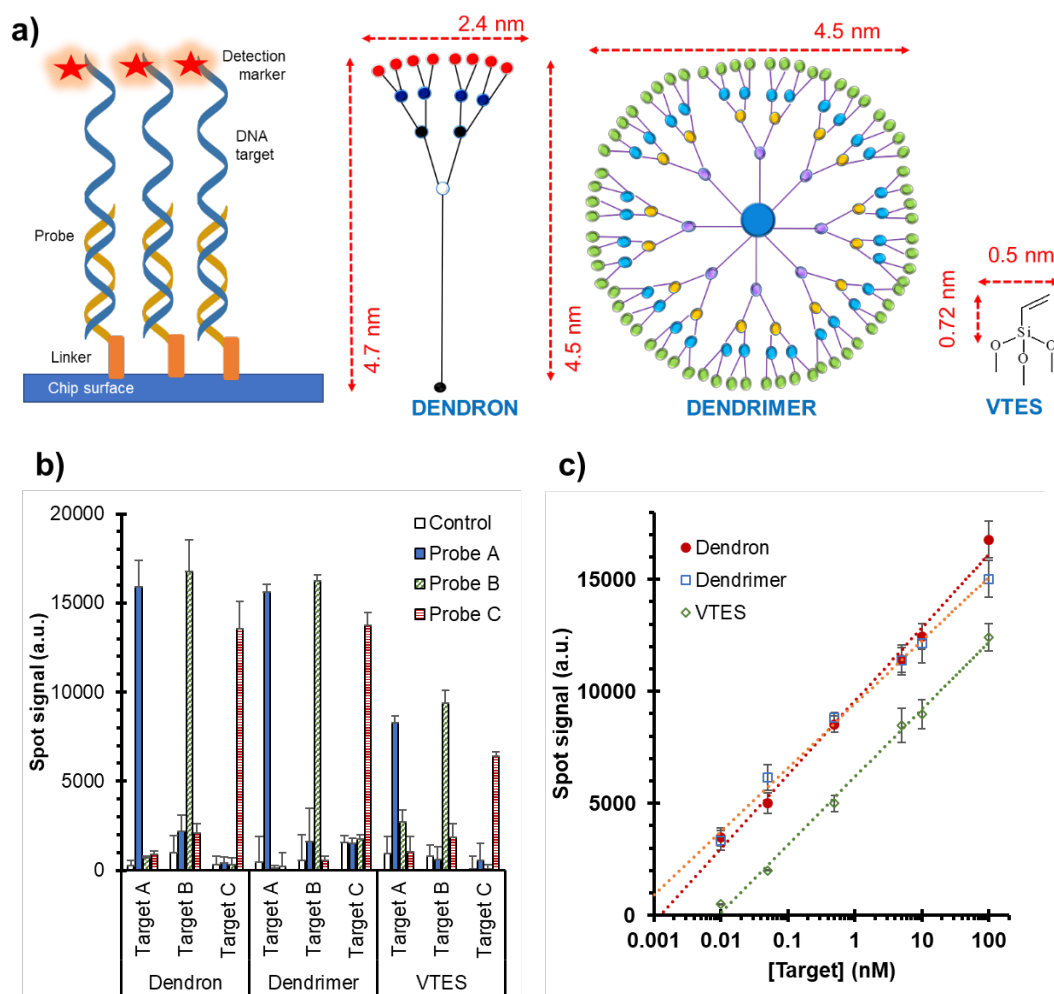 a)
Detection
marker
DNA
target
Probe
Linker
Chip surface
2.4 nm
4.7 nm
DENDRON
4.5 nm
4.5 nm
DENDRIMER
0.5 nm
0.72 nm
Si
O
O
O
VTES
b)
Spot signal (a.u.)
20000
15000
10000
5000
0
Control
Probe A
Probe B
Probe C
Target A
Target B
Target C
Target A
Target B
Target C
Target A
Target B
Target C
Dendron
Dendrimer
VTES
c)
Spot signal (a.u.)
15000
10000
5000
0
Dendron
Dendrimer
VTES
0.001
0.01
0.1
1
10
100
[Target] (nM)